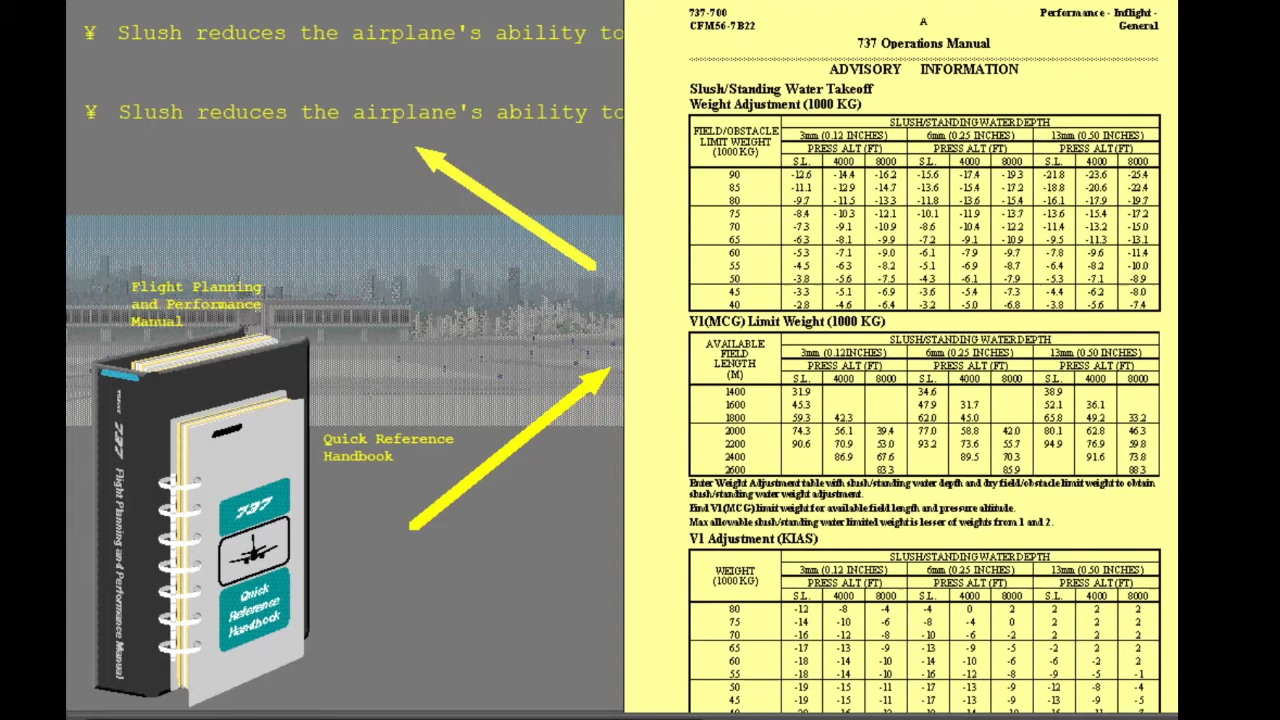 ¥ Slush reduces the airplane's ability to
¥ Slush reduces the airplane's ability to
Flight Planning
and Performance
Manual
Quick Reference
Handbook
737 Flight Planning and Performance Manual
737
Quick
Reference
Handbook
737-700
CFM56-7B22
A
Performance - Inflight -
General
737 Operations Manual
ADVISORY INFORMATION
Slush/Standing Water Takeoff
Weight Adjustment (1000 KG)
FIELD/OBSTACLE
LIMIT WEIGHT
(1000 KG)
SLUSH/STANDING WATER DEPTH
3mm (0.12 INCHES) 6mm (0.25 INCHES) 13mm (0.50 INCHES)
PRESS ALT (FT) PRESS ALT (FT) PRESS ALT (FT)
S.L. 4000 8000 S.L. 4000 8000 S.L. 4000 8000
90 -12.6 -14.4 -16.2 -15.6 -17.4 -19.3 -21.8 -23.6 -25.4
85 -11.1 -12.9 -14.7 -13.6 -15.4 -17.2 -18.8 -20.6 -22.4
80 -9.7 -11.5 -13.3 -11.8 -13.6 -15.4 -16.1 -17.9 -19.7
75 -8.4 -10.3 -12.1 -10.1 -11.9 -13.7 -13.6 -15.4 -17.2
70 -7.3 -9.1 -10.9 -8.6 -10.4 -12.2 -11.4 -13.2 -15.0
65 -6.3 -8.1 -9.9 -7.2 -9.1 -10.9 -9.5 -11.3 -13.1
60 -5.3 -7.1 -9.0 -6.1 -7.9 -9.7 -7.8 -9.6 -11.4
55 -4.5 -6.3 -8.2 -5.1 -6.9 -8.7 -6.4 -8.2 -10.0
50 -3.8 -5.6 -7.5 -4.3 -6.1 -7.9 -5.3 -7.1 -8.9
45 -3.3 -5.1 -6.9 -3.6 -5.4 -7.3 -4.4 -6.2 -8.0
40 -2.8 -4.6 -6.4 -3.2 -5.0 -6.8 -3.8 -5.6 -7.4
V1(MCG) Limit Weight (1000 KG)
AVAILABLE
FIELD
LENGTH
(M)
SLUSH/STANDING WATER DEPTH
3mm (0.12INCHES) 6mm (0.25 INCHES) 13mm (0.50 INCHES)
PRESS ALT (FT) PRESS ALT (FT) PRESS ALT (FT)
S.L. 4000 8000 S.L. 4000 8000 S.L. 4000 8000
1400 31.9 34.6 38.9
1600 45.3 47.9 31.7 52.1 36.1
1800 59.3 42.3 62.0 45.0 65.8 49.2 33.2
2000 74.3 56.1 39.4 77.0 58.8 42.0 80.1 62.8 46.3
2200 90.6 70.9 53.0 93.2 73.6 55.7 94.9 76.9 59.8
2400 86.9 67.6 89.5 70.3 91.6 73.8
2600 83.3 85.9 88.3
Enter Weight Adjustment table with slush/standing water depth and dry field/obstacle limit weight to obtain
slush/standing water weight adjustment.
Find V1(MCG) limit weight for available field length and pressure altitude.
Max allowable slush/standing water limited weight is lesser of weights from 1 and 2.
V1 Adjustment (KIAS)
WEIGHT
(1000 KG)
SLUSH/STANDING WATER DEPTH
3mm (0.12 INCHES) 6mm (0.25 INCHES) 13mm (0.50 INCHES)
PRESS ALT (FT) PRESS ALT (FT) PRESS ALT (FT)
S.L. 4000 8000 S.L. 4000 8000 S.L. 4000 8000
80 -12 -8 -4 -4 0 2 2 2 2
75 -14 -10 -6 -8 -4 0 2 2 2
70 -16 -12 -8 -10 -6 -2 2 2 2
65 -17 -13 -9 -13 -9 -5 -2 2 2
60 -18 -14 -10 -14 -10 -6 -6 -2 2
55 -18 -14 -10 -16 -12 -8 -9 -5 -1
50 -19 -15 -11 -17 -13 -9 -12 -8 -4
45 -19 -15 -11 -17 -13 -9 -13 -9 -5